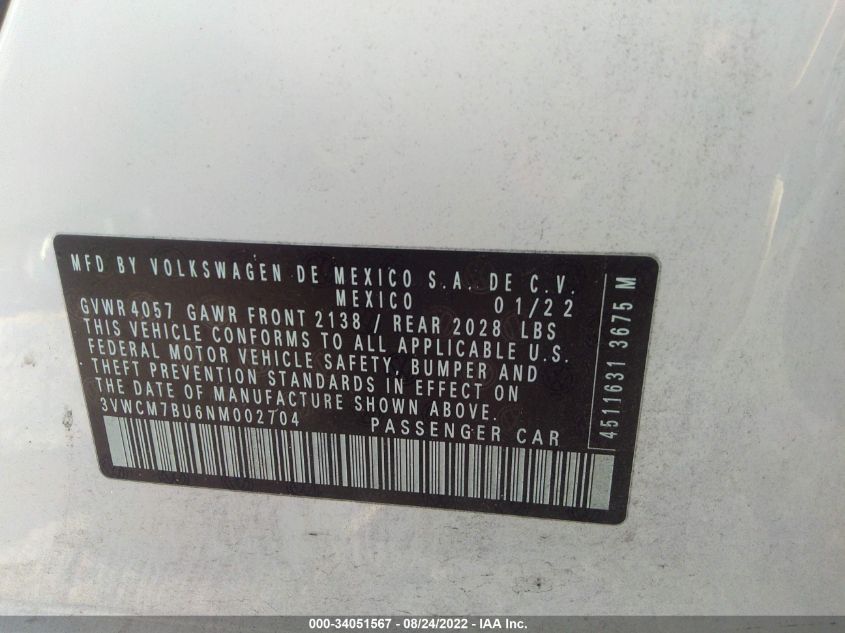 MFD BY VOLKSWAGEN DE MEXICO S.A. DE C.V.
MEXICO 01/22
GVWR 4057 GAWR FRONT 2138 / REAR 2028 LBS
THIS VEHICLE CONFORMS TO ALL APPLICABLE U.S.
FEDERAL MOTOR VEHICLE SAFETY, BUMPER AND
THEFT PREVENTION STANDARDS IN EFFECT ON
THE DATE OF MANUFACTURE SHOWN ABOVE.
3VWCM7BU6NM002704 PASSENGER CAR
4511631 3675 M
000-34051567 - 08/24/2022 - IAA Inc.